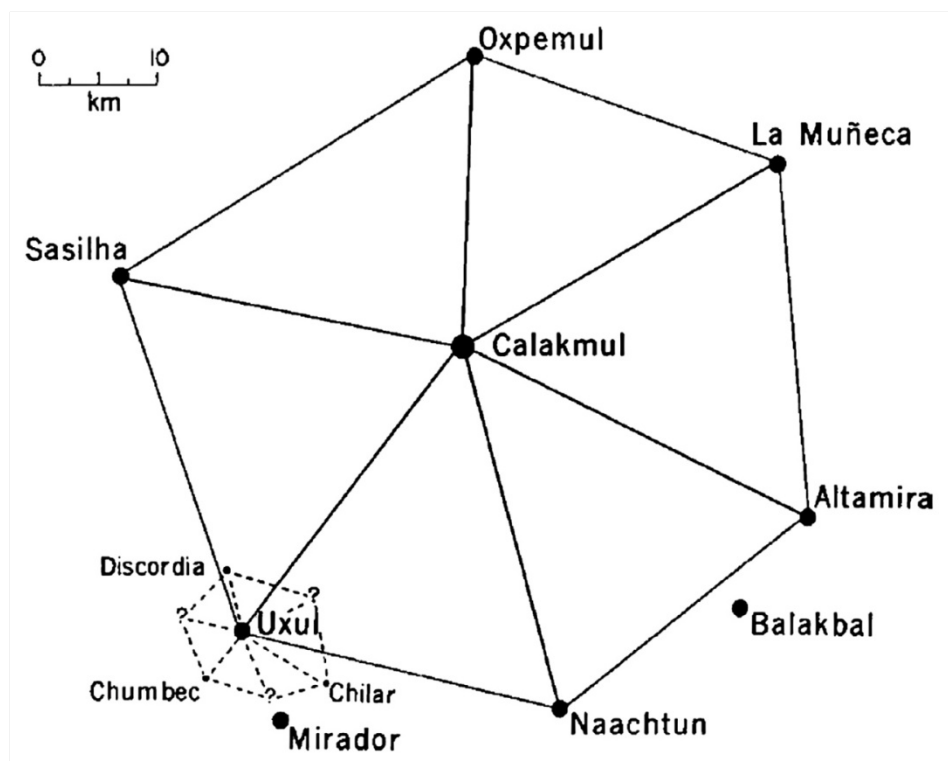 Oxpemul
0 10
km
La Muñeca
Sasilha
Calakmul
Altamira
Discordia
?
?
Uxul
Balakbal
Chumbec
?
Chilar
Naachtun
Mirador